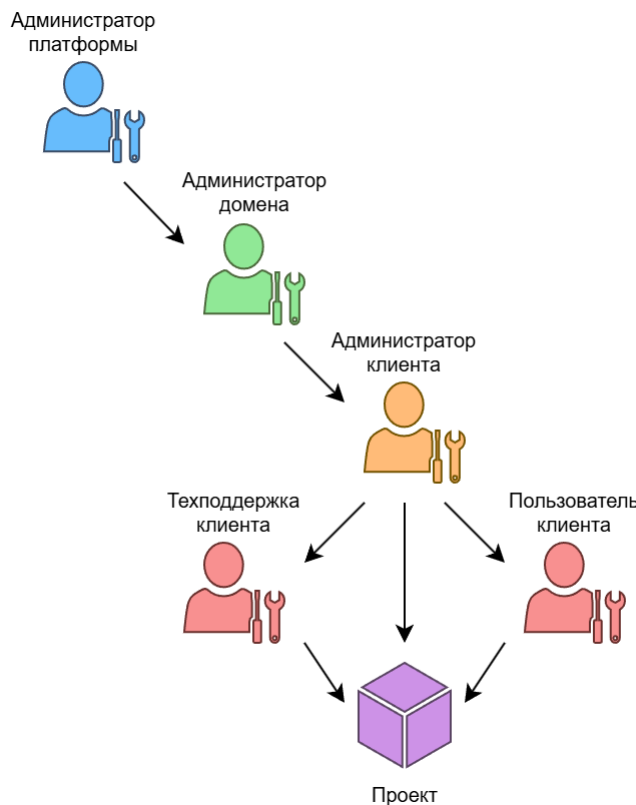 Администратор
платформы
Администратор
домена
Администратор
клиента
Техподдержка
клиента
Пользователь
клиента
Проект